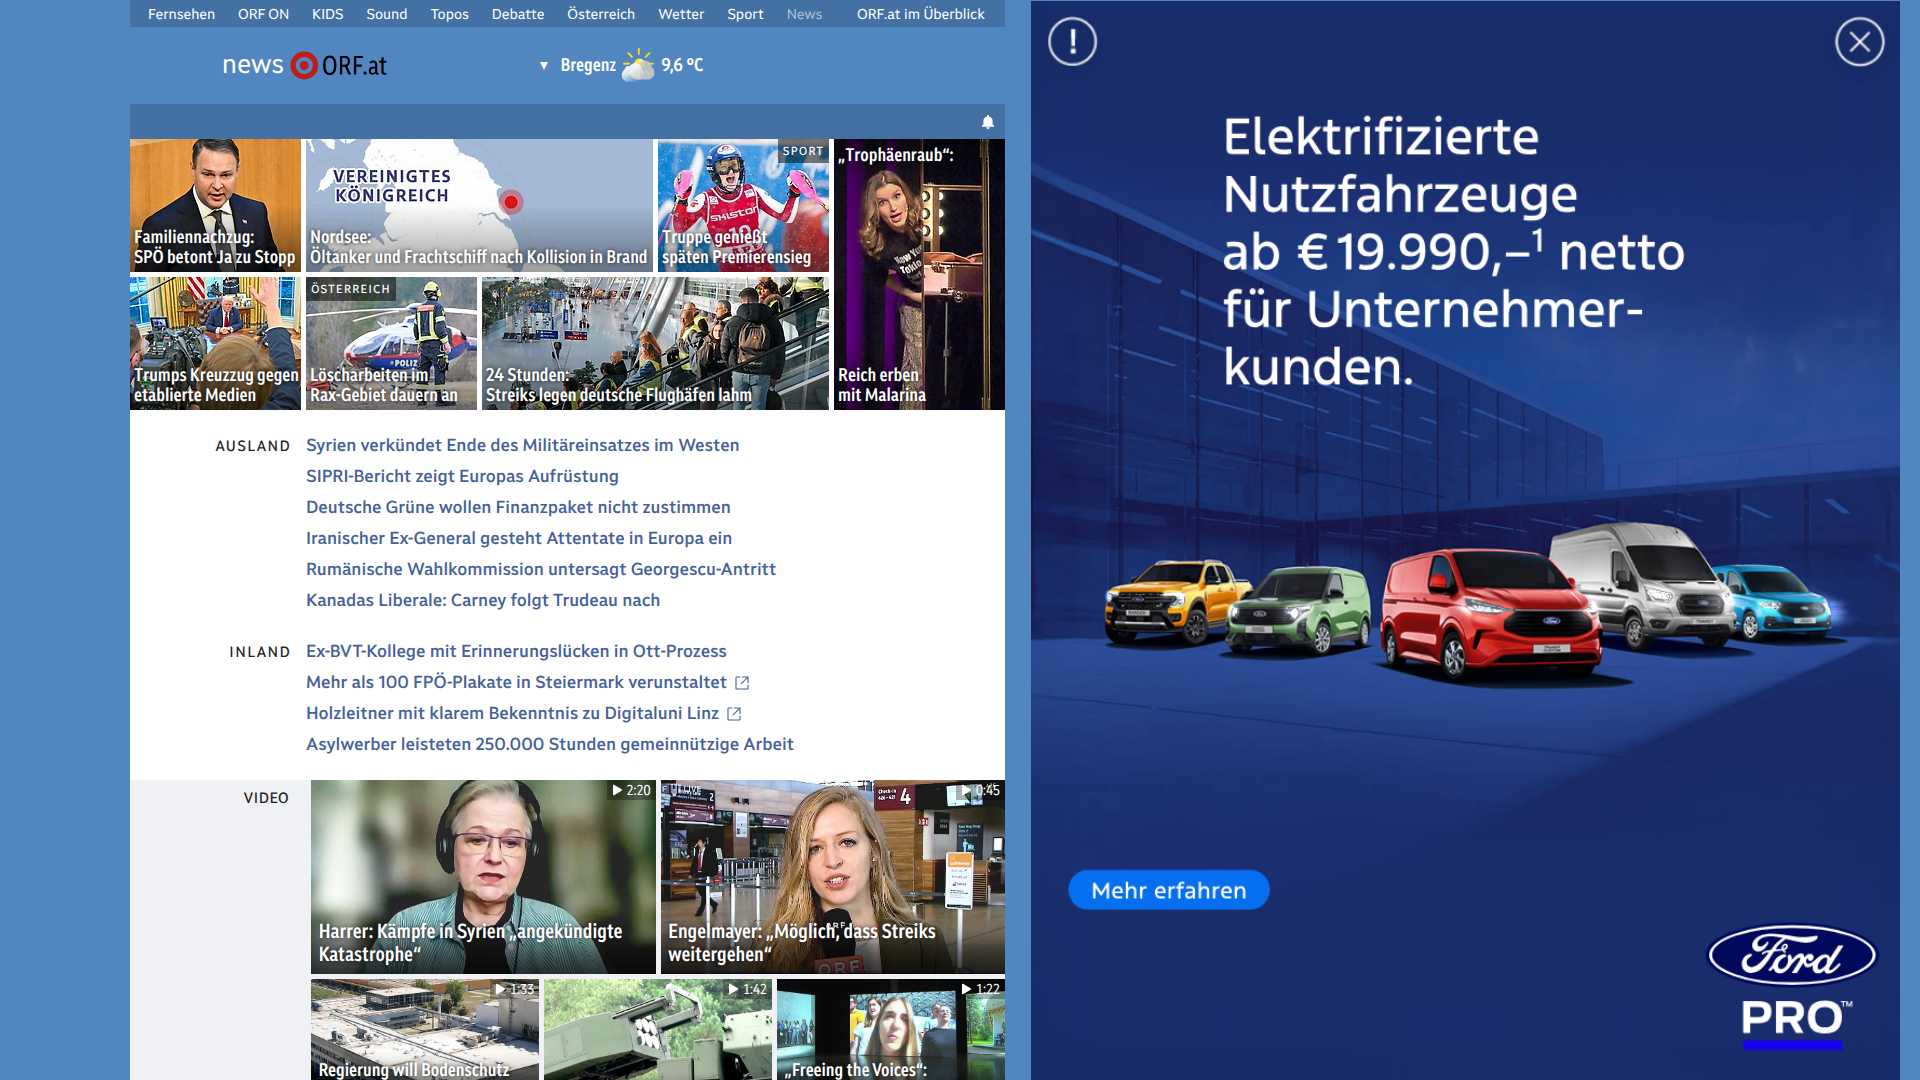 Fernsehen ORF ON KIDS Sound Topos Debatte Österreich Wetter Sport News ORF.at im Überblick
news ORF.at
Bregenz 9,6 °C
Familiennachzug:
SPÖ betont Ja zu Stopp
VEREINIGTES
KÖNIGREICH
Nordsee:
Öltanker und Frachtschiff nach Kollision in Brand
SPORT
Truppe genießt
späten Premierensieg
„Trophäenraub“:
Reich erben
mit Malarina
Trumps Kreuzzug gegen
etablierte Medien
ÖSTERREICH
POLIZ
Löscharbeiten im
Rax-Gebiet dauern an
24 Stunden:
Streiks legen deutsche Flughäfen lahm
AUSLAND
Syrien verkündet Ende des Militäreinsatzes im Westen
SIPRI-Bericht zeigt Europas Aufrüstung
Deutsche Grüne wollen Finanzpaket nicht zustimmen
Iranischer Ex-General gesteht Attentate in Europa ein
Rumänische Wahlkommission untersagt Georgescu-Antritt
Kanadas Liberale: Carney folgt Trudeau nach
INLAND
Ex-BVT-Kollege mit Erinnerungslücken in Ott-Prozess
Mehr als 100 FPÖ-Plakate in Steiermark verunstaltet
Holzleitner mit klarem Bekenntnis zu Digitaluni Linz
Asylwerber leisteten 250.000 Stunden gemeinnützige Arbeit
VIDEO
2:20
Harrer: Kämpfe in Syrien „angekündigte
Katastrophe“
0:45
Check-in
4
ORF
Engelmayer: „Möglich, dass Streiks
weitergehen“
1:33
Regierung will Bodenschutz
1:42
1:22
„Freeing the Voices“:
Elektrifizierte
Nutzfahrzeuge
ab € 19.990,–¹ netto
für Unternehmer-
kunden.
Mehr erfahren
Ford
PRO™